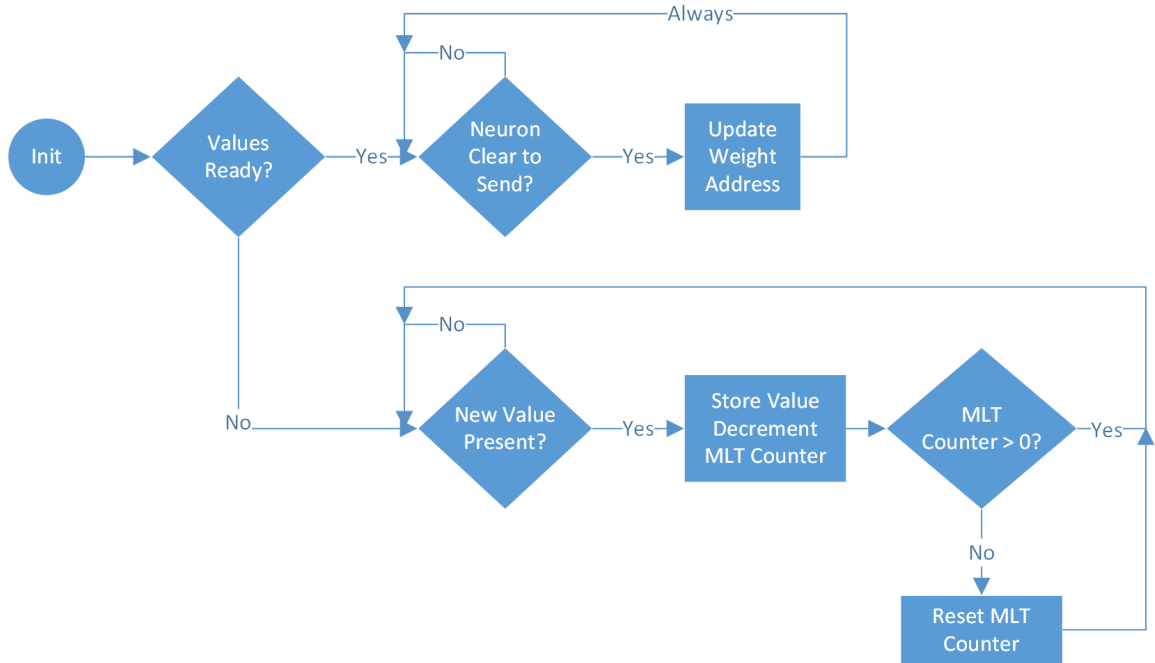 Always
No
Init
Values
Ready?
Yes
Neuron
Clear to
Send?
Yes
Update
Weight
Address
No
No
New Value
Present?
Yes
Store Value
Decrement
MLT Counter
MLT
Counter > 0?
Yes
No
Reset MLT
Counter